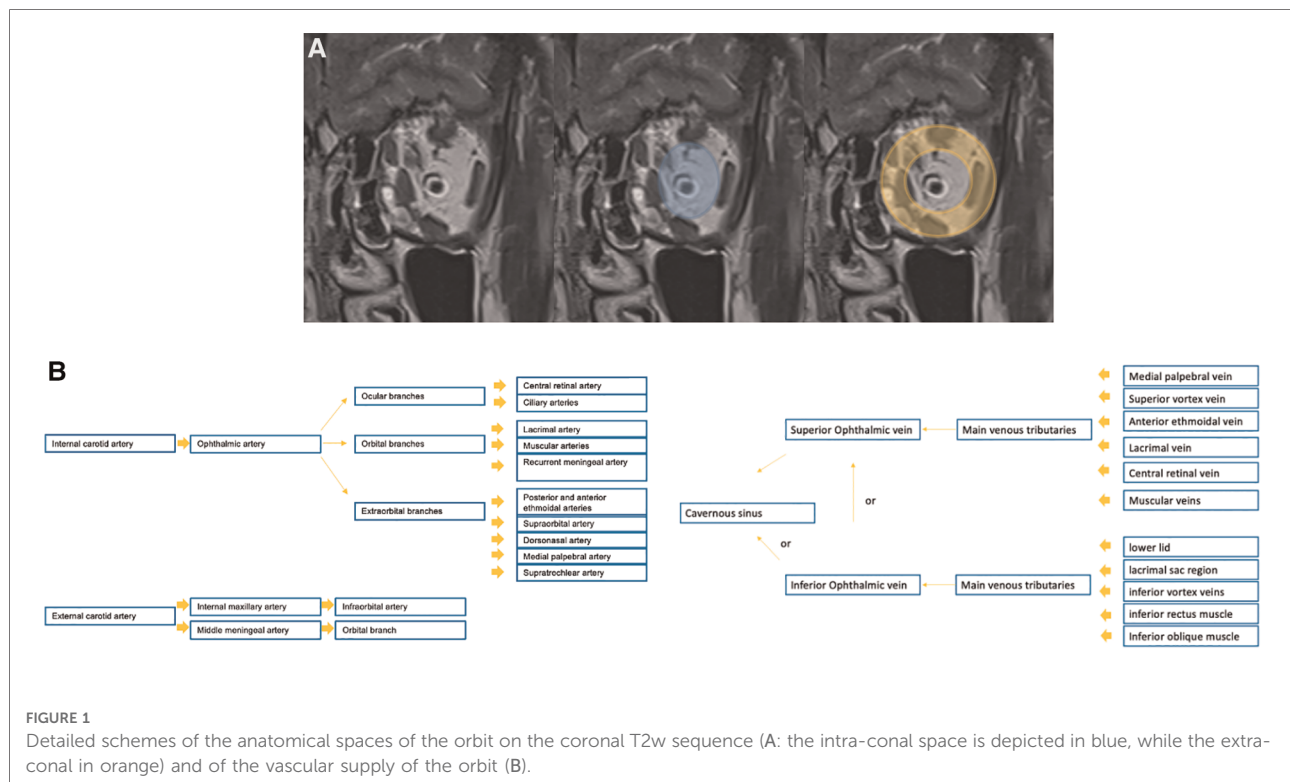 A
B
Internal carotid artery
Ophthalmic artery
Ocular branches
Central retinal artery
Ciliary arteries
Orbital branches
Lacrimal artery
Muscular arteries
Recurrent meningoal artery
Extraorbital branches
Posterior and anterior
ethmoidal arteries
Supraorbital artery
Dorsonasal artery
Medial palpebral artery
Supratrochlear artery
External carotid artery
Internal maxillary artery
Infraorbital artery
Middle meningoal artery
Orbital branch
Cavernous sinus
Superior Ophthalmic vein
Main venous tributaries
Medial palpebral vein
Superior vortex vein
Anterior ethmoidal vein
Lacrimal vein
Central retinal vein
Muscular veins
or
or
Inferior Ophthalmic vein
Main venous tributaries
lower lid
lacrimal sac region
inferior vortex veins
inferior rectus muscle
Inferior oblique muscle
FIGURE 1
Detailed schemes of the anatomical spaces of the orbit on the coronal T2w sequence (A: the intra-conal space is depicted in blue, while the extra-
conal in orange) and of the vascular supply of the orbit (B).